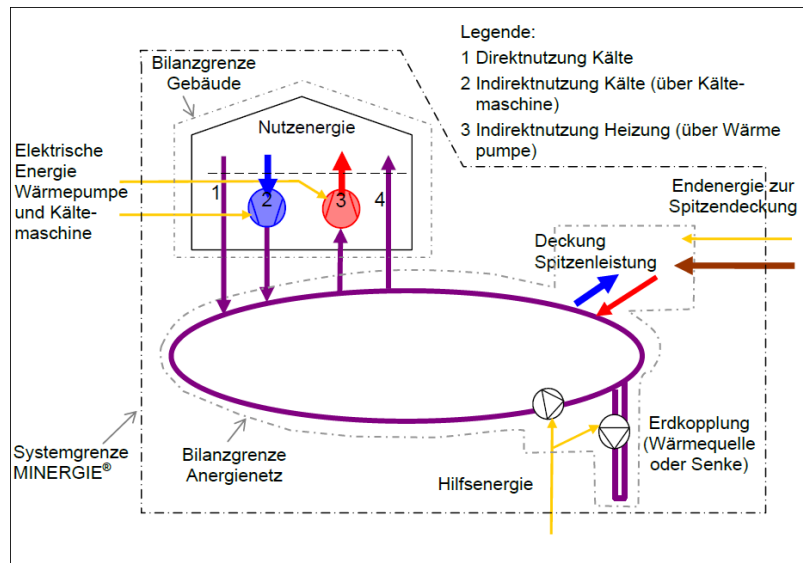 Legende:
1 Direktnutzung Kälte
2 Indirektnutzung Kälte (über Kälte-
maschine)
3 Indirektnutzung Heizung (über Wärme
pumpe)
Bilanzgrenze
Gebäude
Nutzenergie
Elektrische
Energie
Wärmepumpe
und Kälte-
maschine
1
2
3
4
Endenergie zur
Spitzendeckung
Deckung
Spitzenleistung
Systemgrenze
MINERGIE®
Bilanzgrenze
Anergienetz
Hilfsenergie
Erdkopplung
(Wärmequelle
oder Senke)